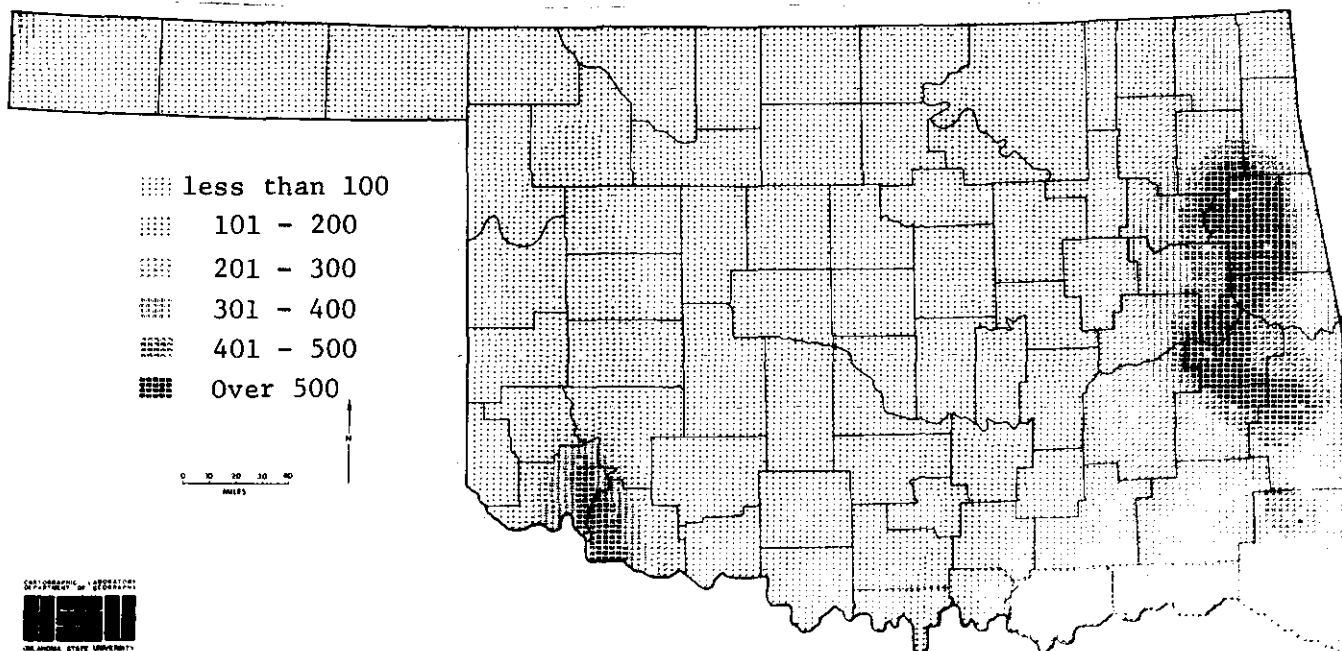 less than 100
101 - 200
201 - 300
301 - 400
401 - 500
Over 500
N
0 10 20 30 40
MILES
CARTOGRAPHIC LABORATORY
DEPARTMENT OF GEOGRAPHY
OKLAHOMA STATE UNIVERSITY